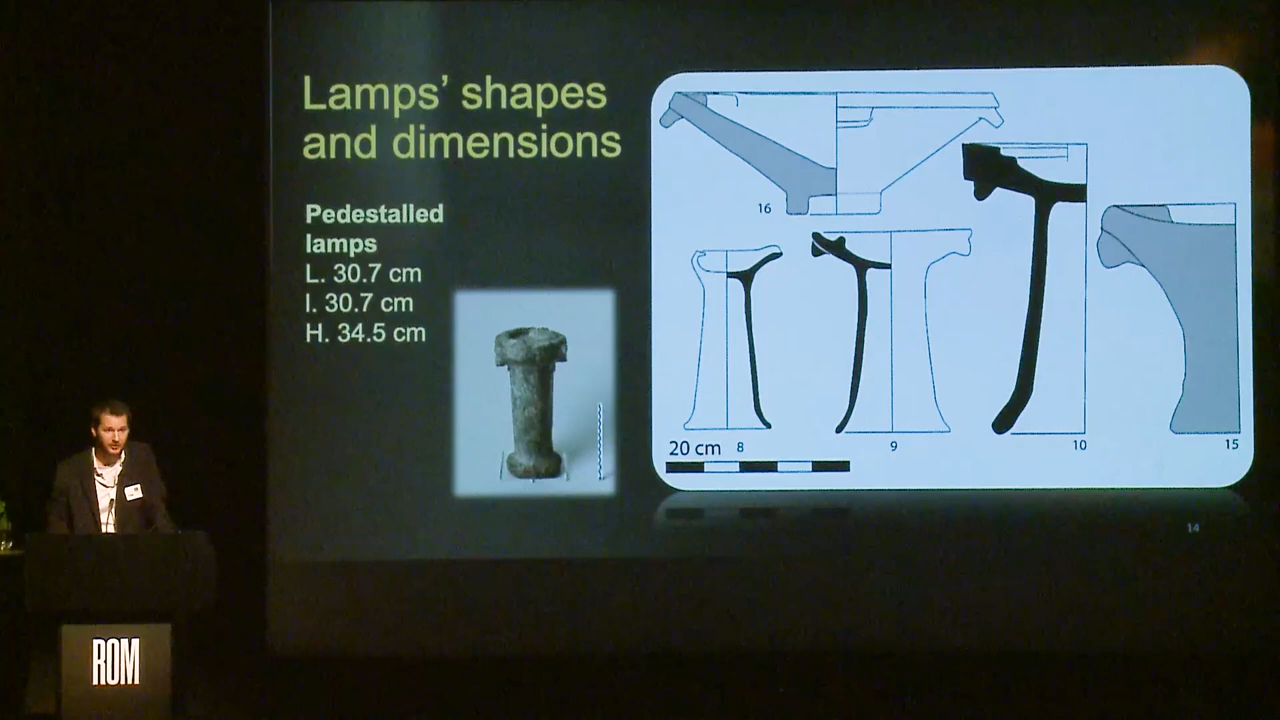 Lamps' shapes
and dimensions
Pedestalled
lamps
L. 30.7 cm
l. 30.7 cm
H. 34.5 cm
16
20 cm
8
9
10
15
14
ROM